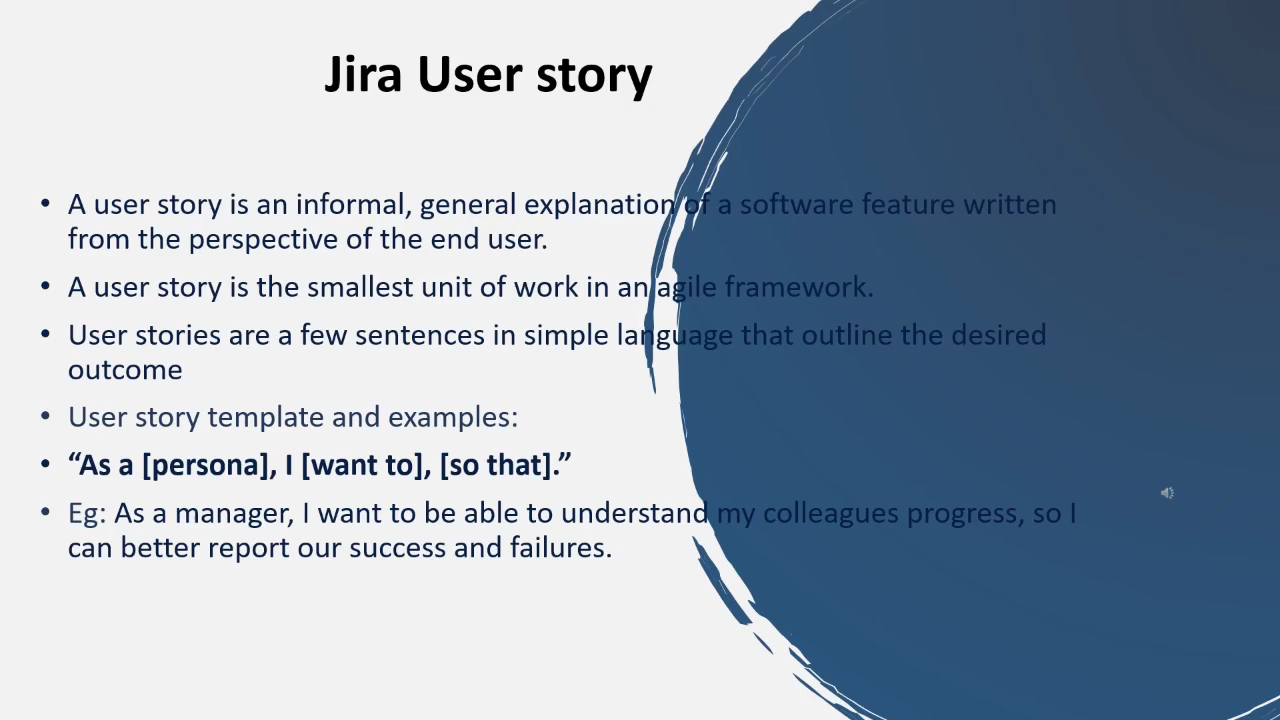 Jira User story
• A user story is an informal, general explanation of a software feature written
from the perspective of the end user.
• A user story is the smallest unit of work in an agile framework.
• User stories are a few sentences in simple language that outline the desired
outcome
• User story template and examples:
• “As a [persona], I [want to], [so that].”
• Eg: As a manager, I want to be able to understand my colleagues progress, so I
can better report our success and failures.